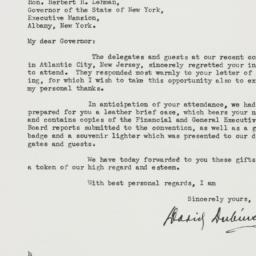 Hon. Herbert H. Lehman,
Governor of the State of New York,
Executive Mansion,
Albany, New York.
My dear Governor:
The delegates and guests at our recent co
in Atlantic City, New Jersey, sincerely regretted your in
to attend. They responded most warmly to your letter of
ing, for which I wish to take this opportunity also to ex
my personal thanks.
In anticipation of your attendance, we had
prepared for you a leather brief case, which bears your n
and contains copies of the Financial and General Executive
Board reports submitted to the convention, as well as a g
badge and a souvenir lighter which was presented to our d
gates and guests.
We have today forwarded to you these gifts
a token of our high regard and esteem.
With best personal regards, I am
Sincerely yours,
David Dubins
h